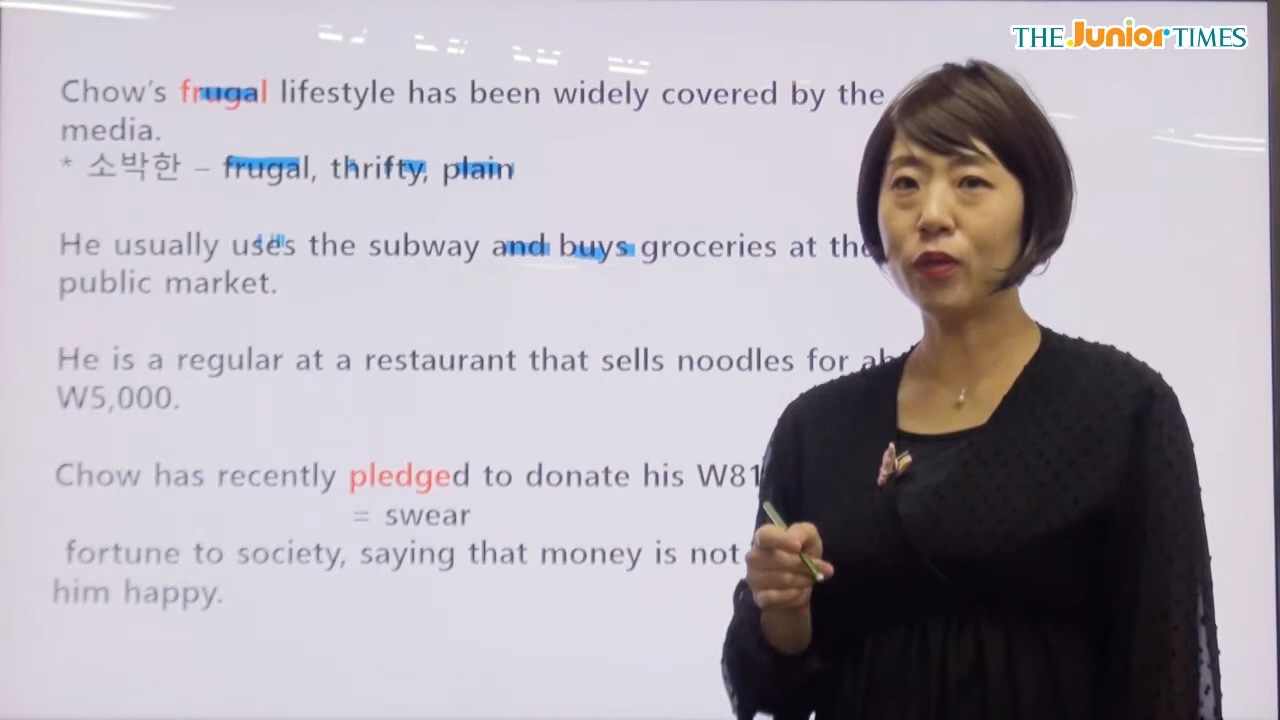 THE Junior TIMES
Chow's frugal lifestyle has been widely covered by the
media.
* 소박한 – frugal, thrifty, plain
He usually uses the subway and buys groceries at the
public market.
He is a regular at a restaurant that sells noodles for
W5,000.
Chow has recently pledged to donate his W81
= swear
fortune to society, saying that money is not
him happy.